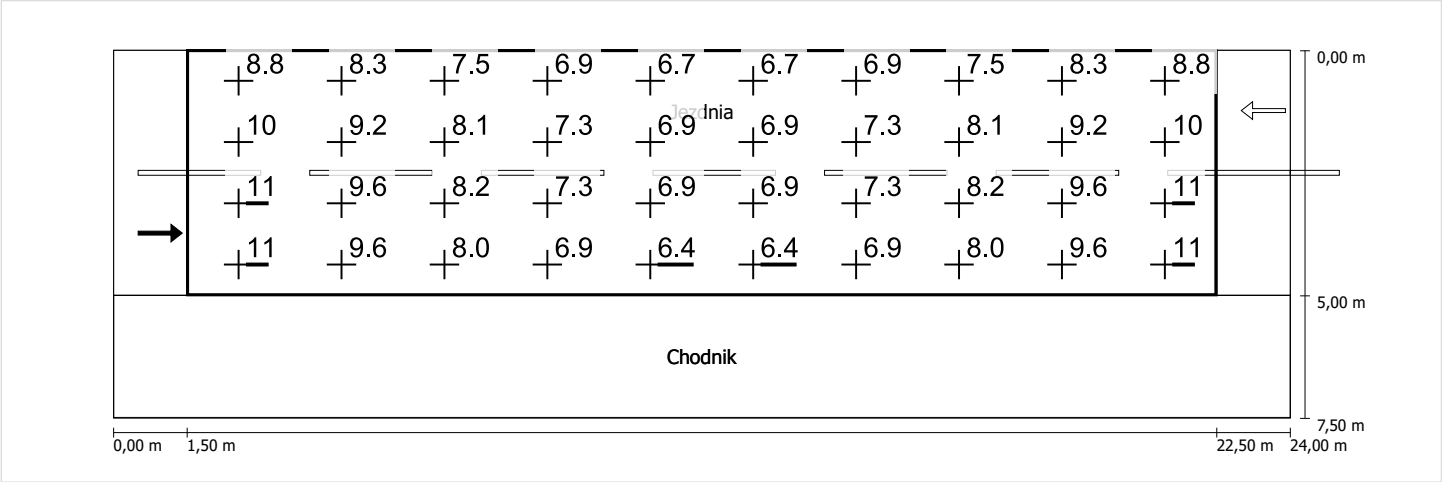 8.8 8.3 7.5 6.9 6.7 6.7 6.9 7.5 8.3 8.8
0,00 m
Jezdnia
10 9.2 8.1 7.3 6.9 6.9 7.3 8.1 9.2 10
11 9.6 8.2 7.3 6.9 6.9 7.3 8.2 9.6 11
11 9.6 8.0 6.9 6.4 6.4 6.9 8.0 9.6 11
5,00 m
Chodnik
7,50 m
0,00 m 1,50 m 22,50 m 24,00 m